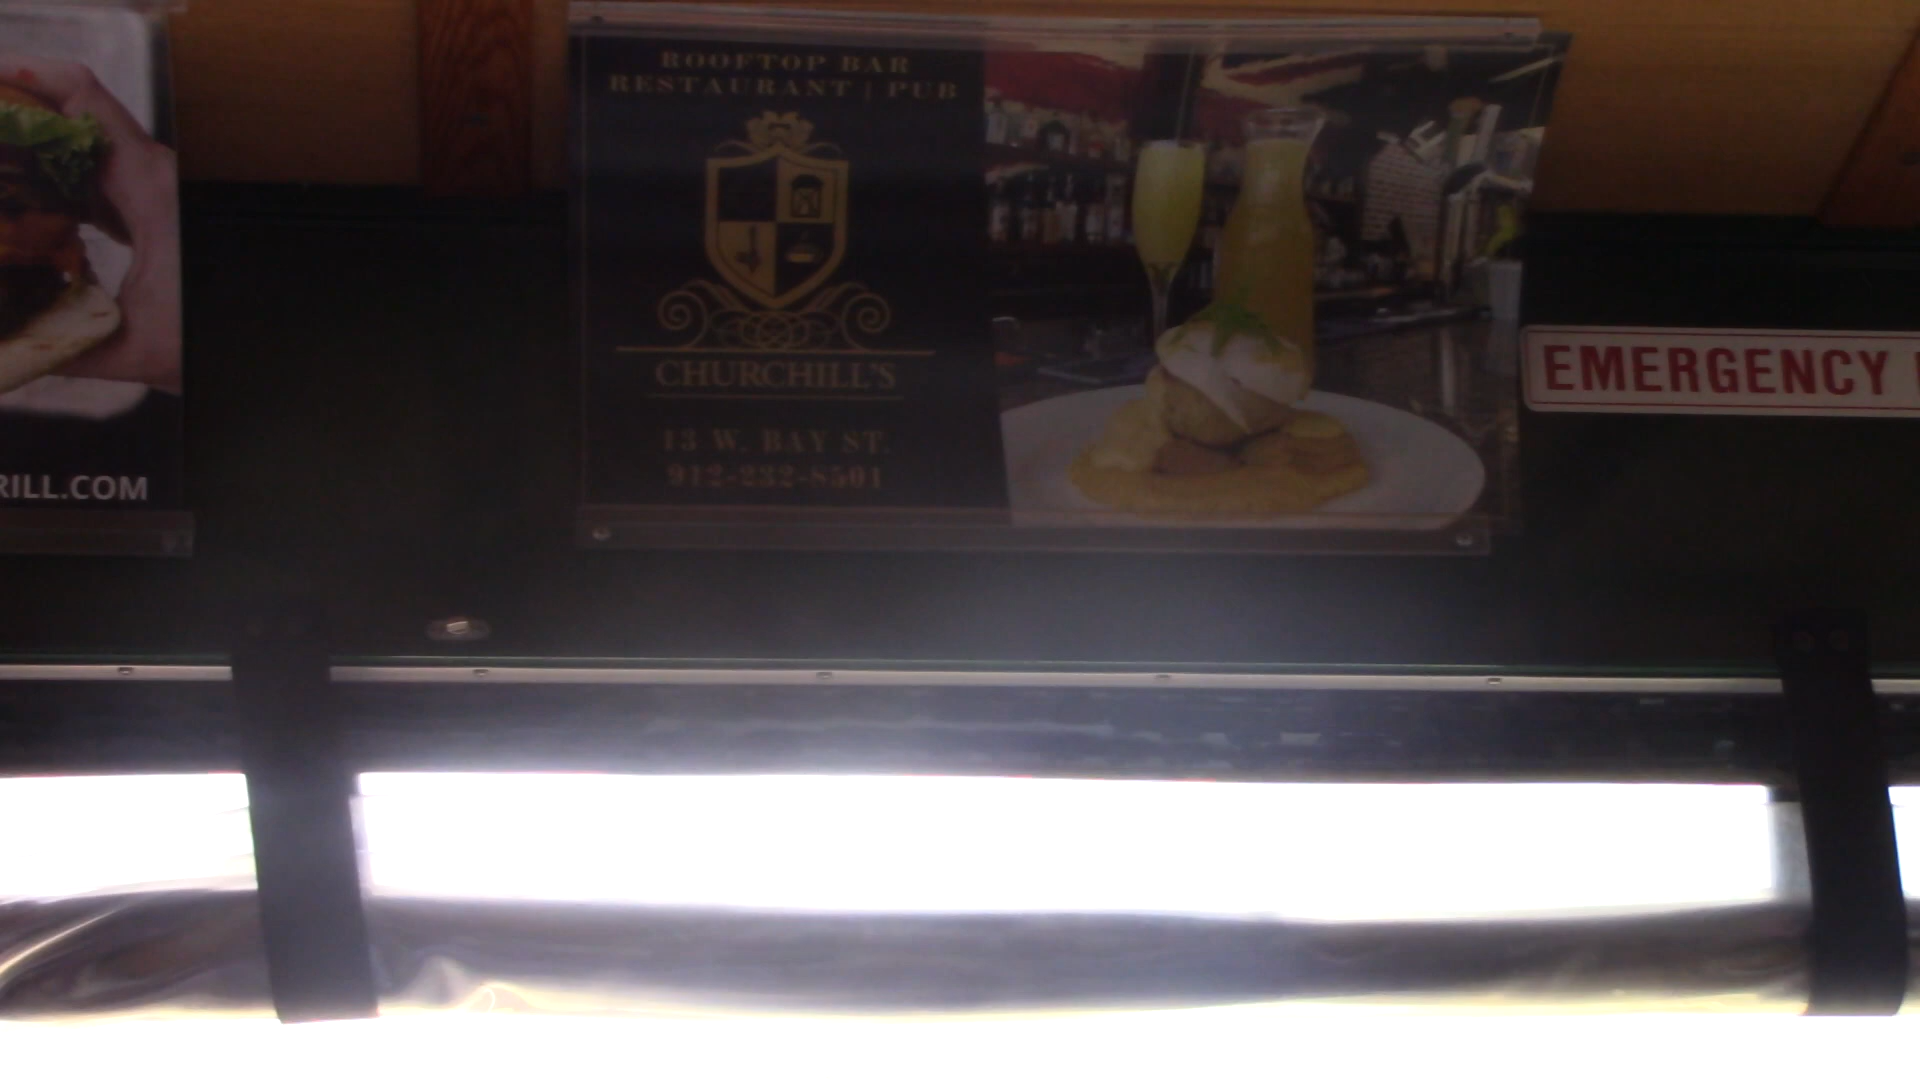 ROOFTOP BAR
RESTAURANT | PUB
CHURCHILL'S
13 W. BAY ST.
912-232-8501
RILL.COM
EMERGENCY